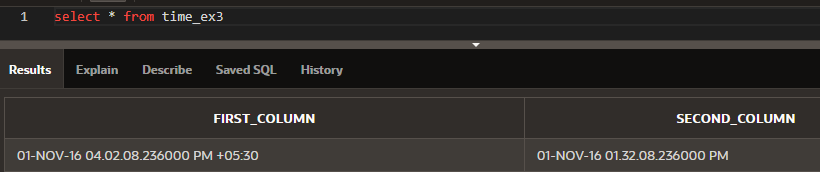 1 select * from time_ex3
Results Explain Describe Saved SQL History
FIRST_COLUMN SECOND_COLUMN
01-NOV-16 04.02.08.236000 PM +05:30 01-NOV-16 01.32.08.236000 PM